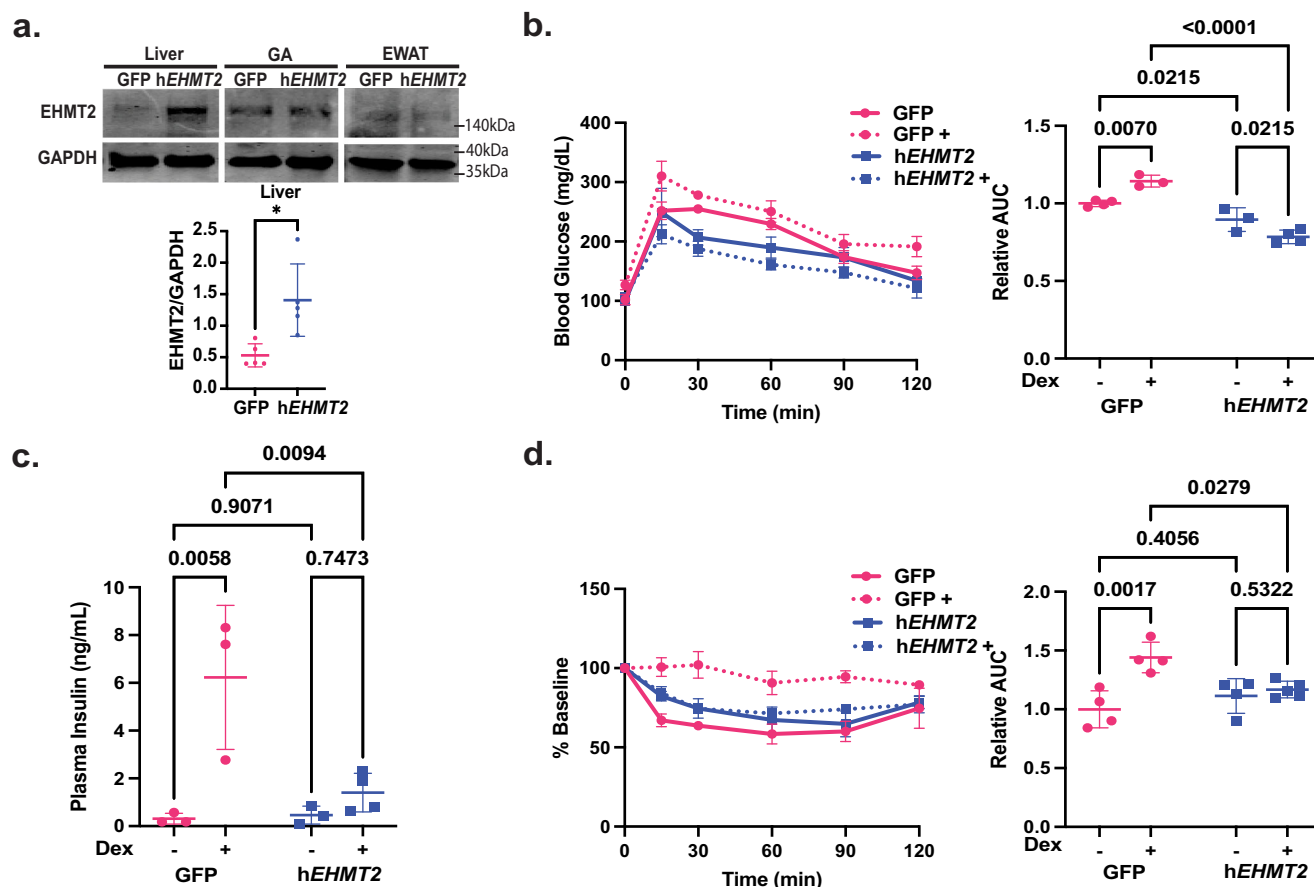 a.
Liver GA EWAT
GFP hEHMT2 GFP hEHMT2 GFP hEHMT2
EHMT2
140kDa
GAPDH
40kDa
35kDa
Liver
*
EHMT2/GAPDH
2.5
2.0
1.5
1.0
0.5
0.0
GFP hEHMT2
b.
GFP
GFP +
hEHMT2
hEHMT2 +
Blood Glucose (mg/dL)
400
300
200
100
0
0 30 60 90 120
Time (min)
<0.0001
0.0215
0.0070 0.0215
Relative AUC
1.5
1.0
0.5
0.0
Dex - + - +
GFP hEHMT2
c.
0.0094
0.9071
0.0058 0.7473
Plasma Insulin (ng/mL)
10
8
6
4
2
0
Dex - + - +
GFP hEHMT2
d.
GFP
GFP +
hEHMT2
hEHMT2 +
% Baseline
150
100
50
0
0 30 60 90 120
Time (min)
0.0279
0.4056
0.0017 0.5322
Relative AUC
2.0
1.5
1.0
0.5
0.0
Dex - + - +
GFP hEHMT2